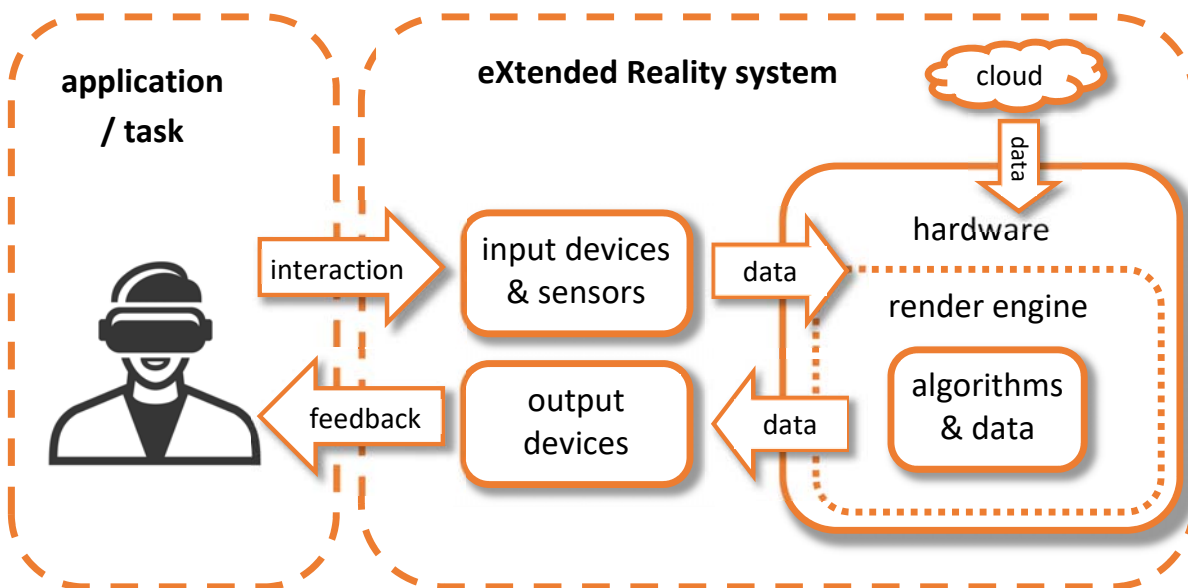 application
/ task
eXtended Reality system
cloud
data
hardware
interaction
input devices
& sensors
data
render engine
feedback
output
devices
data
algorithms
& data